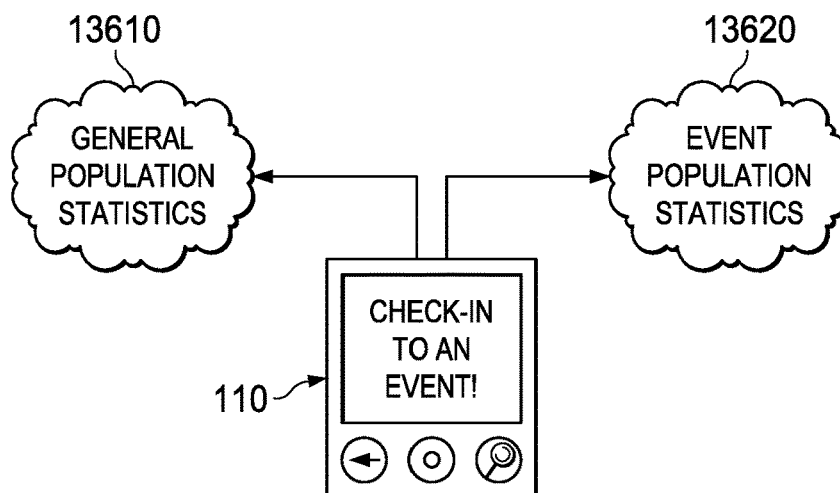 13610
13620
GENERAL
POPULATION
STATISTICS
EVENT
POPULATION
STATISTICS
CHECK-IN
TO AN
EVENT!
110